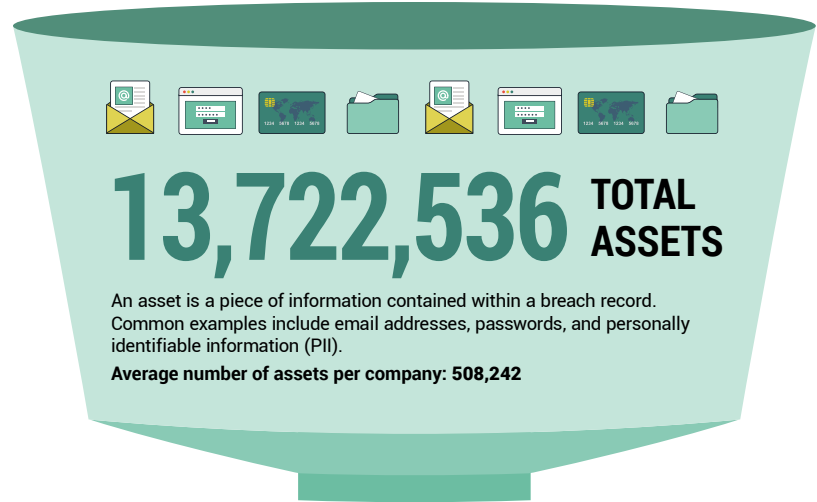 13,722,536 TOTAL ASSETS
An asset is a piece of information contained within a breach record.
Common examples include email addresses, passwords, and personally
identifiable information (PII).
Average number of assets per company: 508,242